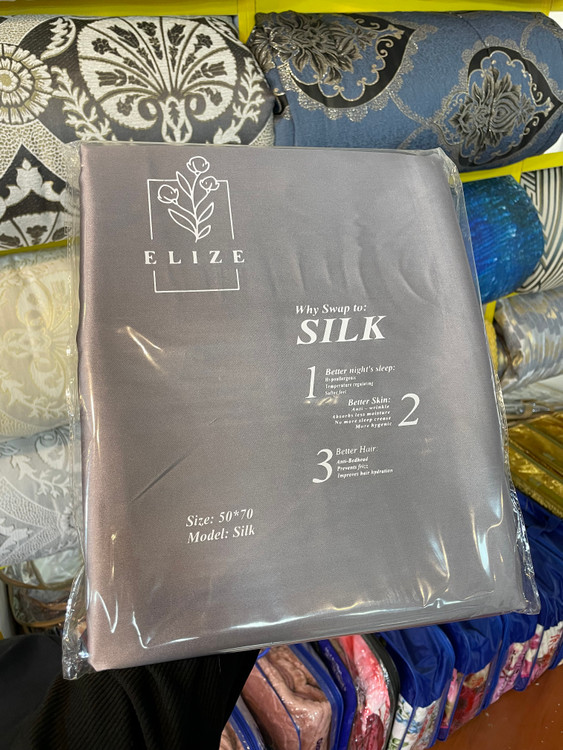 ELIZE
Why Swap to:
SILK
1
Better night's sleep:
Hypoallergenic
Temperature regulating
Softer feel
Better Skin:
Anti - wrinkle
Absorbs less moisture
No more sleep crease
More hygenic
2
3
Better Hair
Anti-Bedhead
Prevents frizz
Improves hair hydration
Size: 50*70
Model: Silk